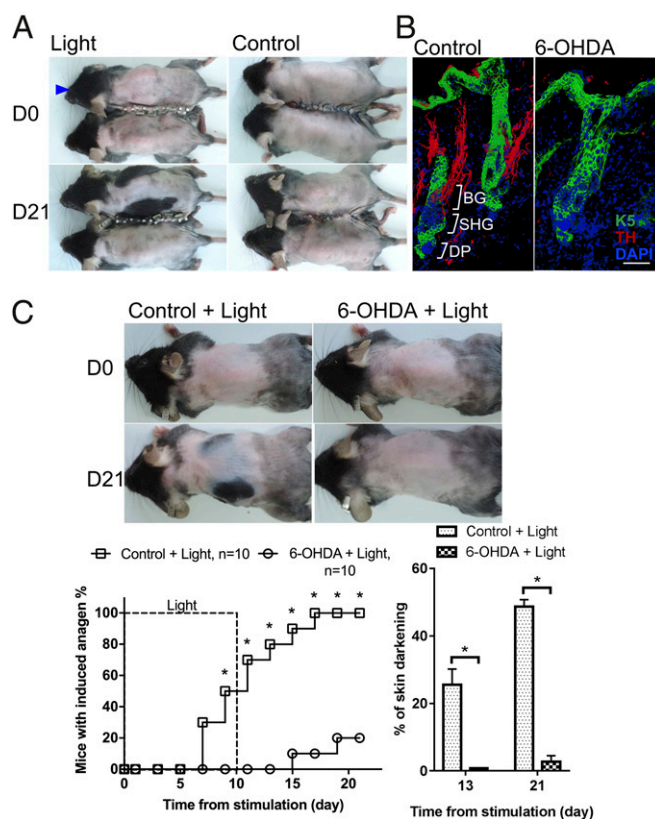 A
Light
Control
D0
D21
B
Control
6-OHDA
BG
SHG
DP
K5
TH
DAPI
C
Control + Light
6-OHDA + Light
D0
D21
Control + Light, n=10
6-OHDA + Light,
n=10
Mice with induced anagen %
100
80
60
40
20
0
Light
* * * * * * *
0 5 10 15 20
Time from stimulation (day)
Control + Light
6-OHDA + Light
% of skin darkening
60
40
20
0
*
*
13 21
Time from stimulation (day)